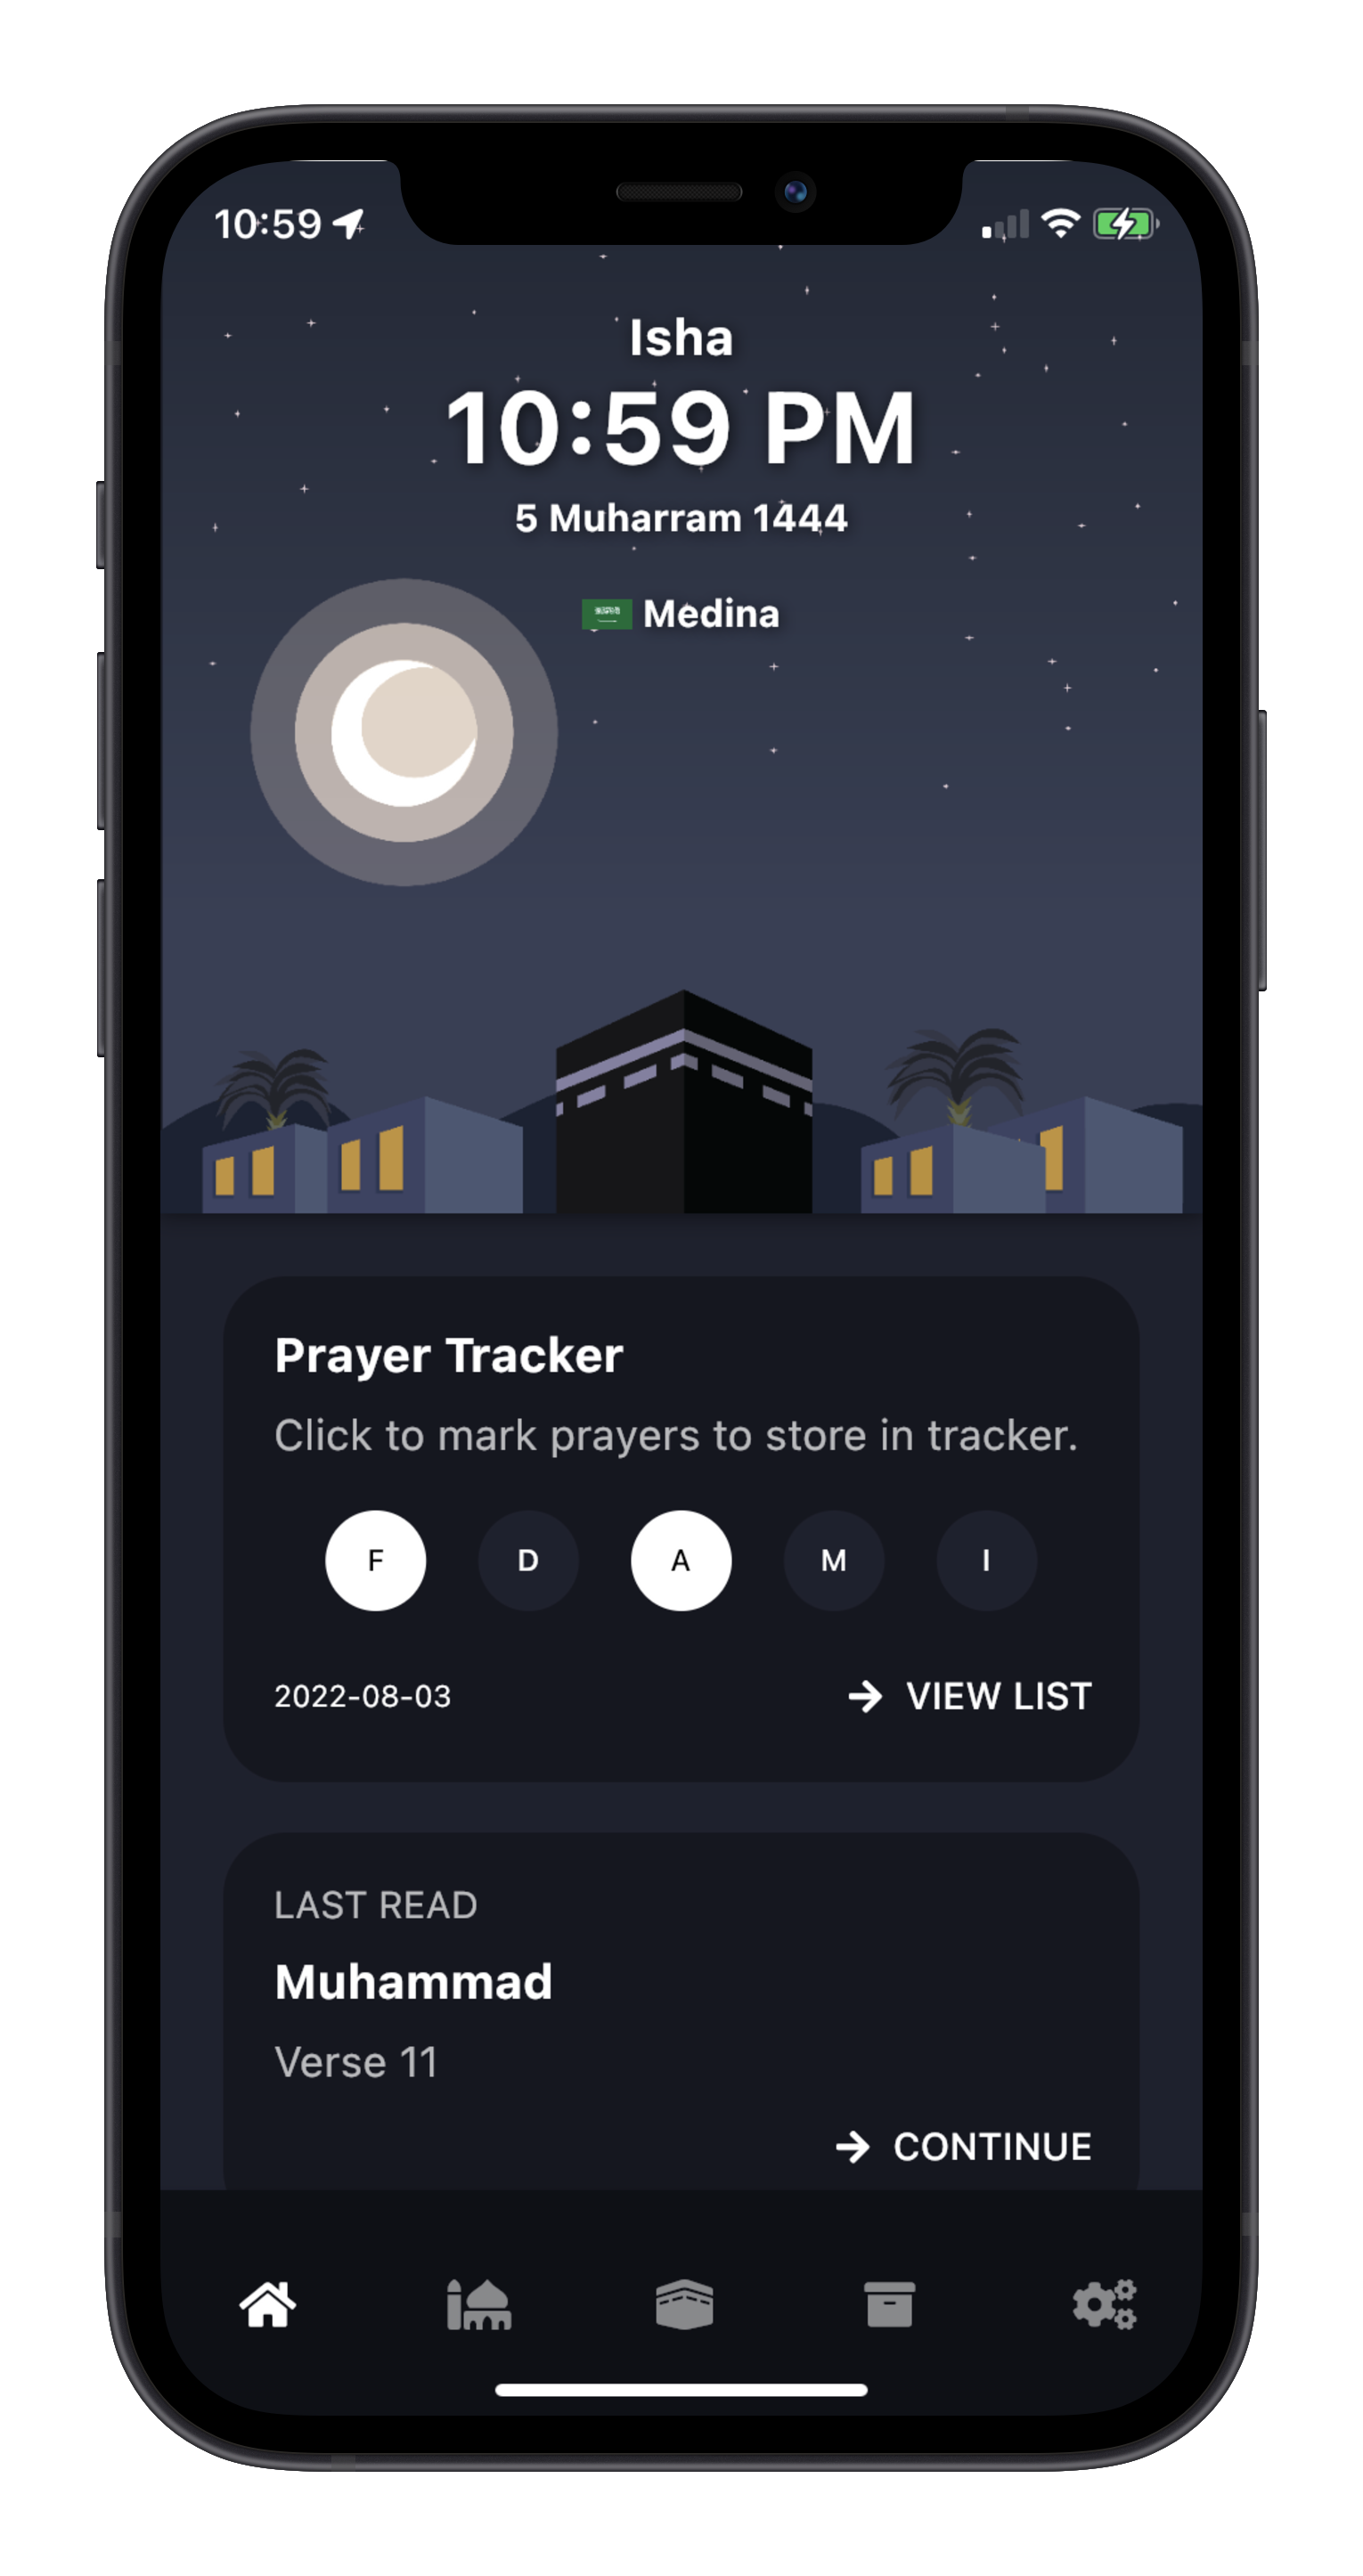 10:59
Isha
10:59 PM
5 Muharram 1444
Medina
Prayer Tracker
Click to mark prayers to store in tracker.
F D A M I
2022-08-03 VIEW LIST
LAST READ
Muhammad
Verse 11
CONTINUE